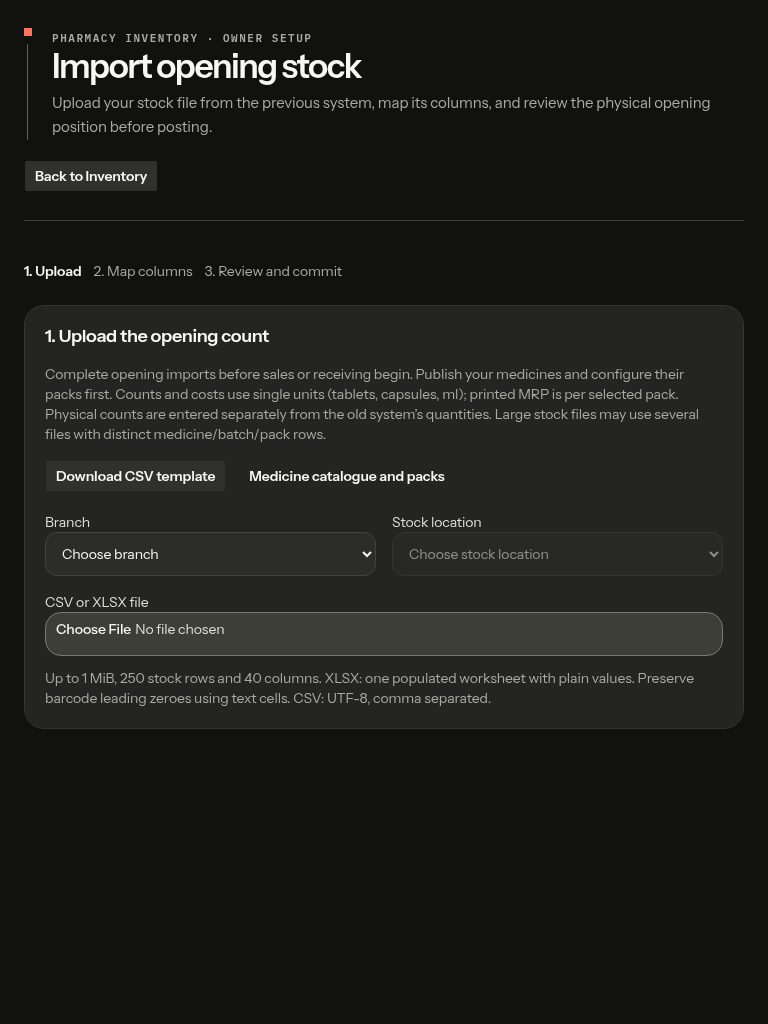 PHARMACY INVENTORY · OWNER SETUP
Import opening stock
Upload your stock file from the previous system, map its columns, and review the physical opening
position before posting.
Back to Inventory
1. Upload 2. Map columns 3. Review and commit
1. Upload the opening count
Complete opening imports before sales or receiving begin. Publish your medicines and configure their
packs first. Counts and costs use single units (tablets, capsules, ml); printed MRP is per selected pack.
Physical counts are entered separately from the old system's quantities. Large stock files may use several
files with distinct medicine/batch/pack rows.
Download CSV template Medicine catalogue and packs
Branch Stock location
Choose branch Choose stock location
CSV or XLSX file
Choose File No file chosen
Up to 1 MiB, 250 stock rows and 40 columns. XLSX: one populated worksheet with plain values. Preserve
barcode leading zeroes using text cells. CSV: UTF-8, comma separated.